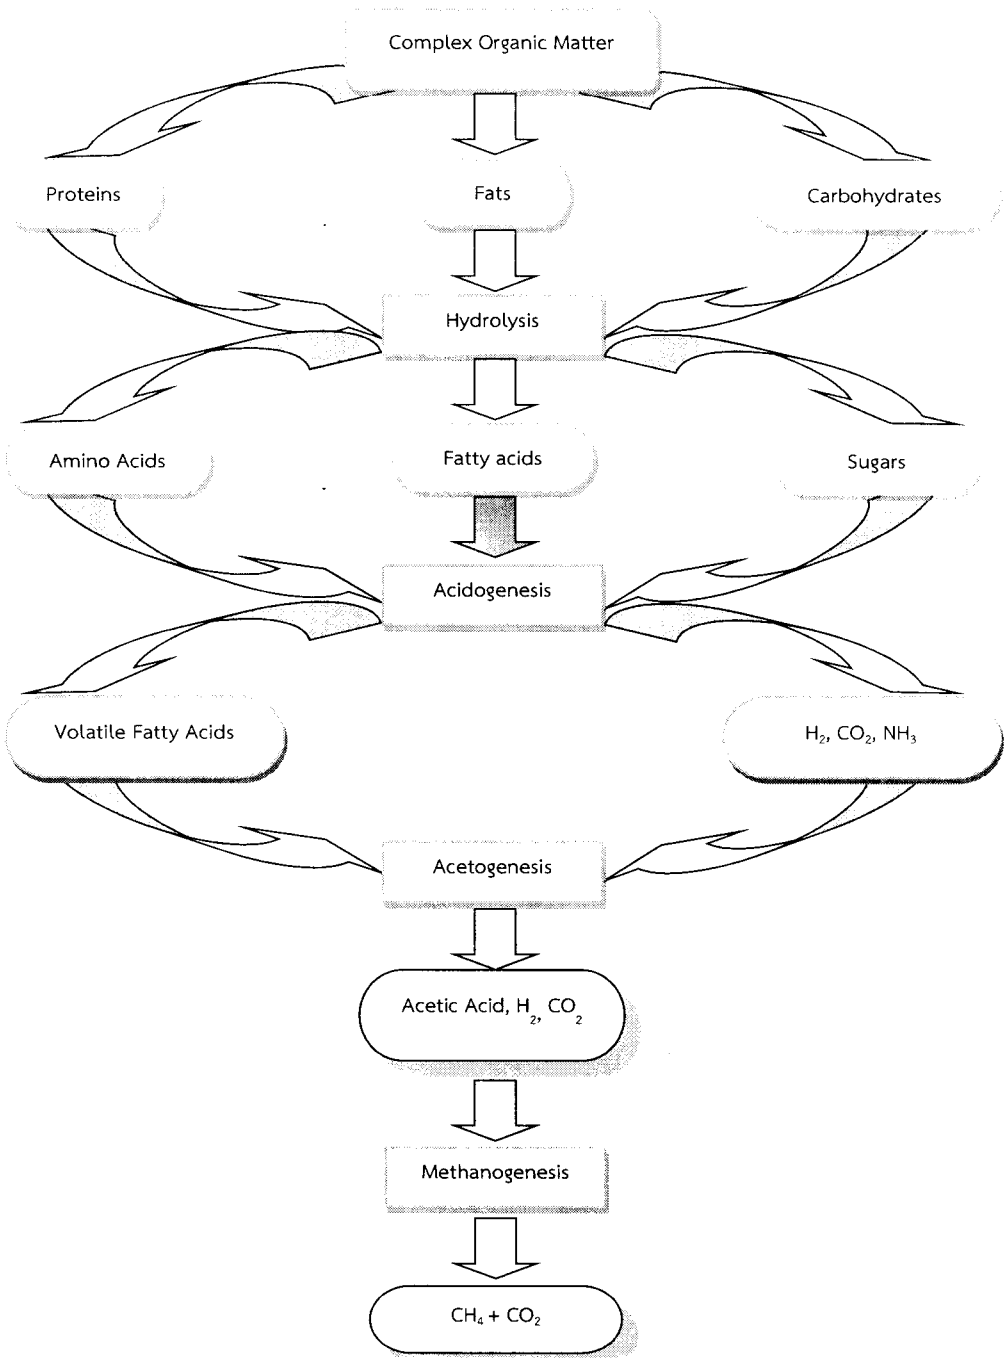 Complex Organic Matter
Proteins
Fats
Carbohydrates
Hydrolysis
Amino Acids
Fatty acids
Sugars
Acidogenesis
Volatile Fatty Acids
H₂, CO₂, NH₃
Acetogenesis
Acetic Acid, H₂, CO₂
Methanogenesis
CH₄ + CO₂